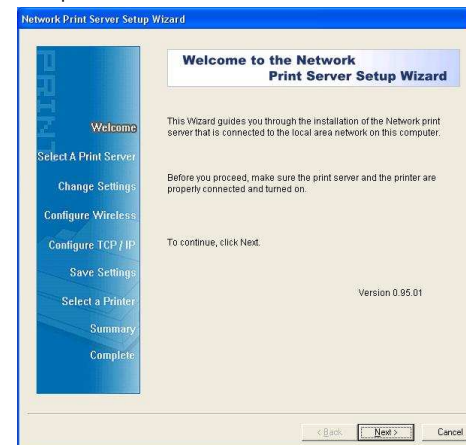 Network Print Server Setup Wizard
PRINT
Welcome
Select A Print Server
Change Settings
Configure Wireless
Configure TCP / IP
Save Settings
Select a Printer
Summary
Complete
Welcome to the Network
Print Server Setup Wizard
This Wizard guides you through the installation of the Network print
server that is connected to the local area network on this computer.
Before you proceed, make sure the print server and the printer are
properly connected and turned on.
To continue, click Next.
Version 0.95.01
< Back
Next >
Cancel